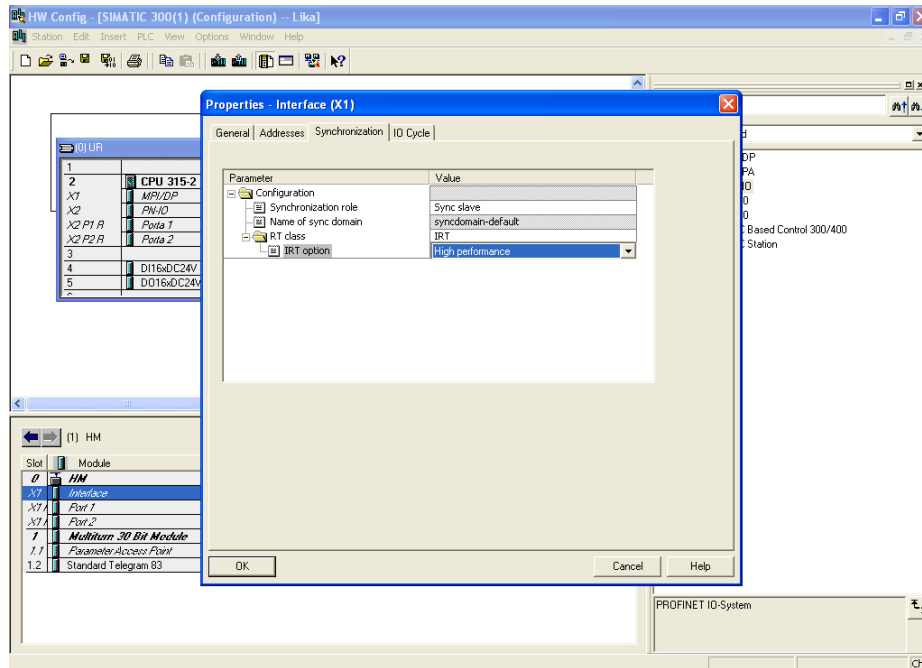 HW Config - [SIMATIC 300(1) (Configuration) -- Lika]
Station Edit Insert PLC View Options Window Help
Properties - Interface (X1)
General Addresses Synchronization IO Cycle
Parameter Value
Configuration
Synchronization role Sync slave
Name of sync domain syncdomain-default
RT class IRT
IRT option High performance
OK Cancel Help
(0) UR
1
2 CPU 315-2
X1 MPI/DP
X2 PN-IO
X2 P1 R Porta 1
X2 P2 R Porta 2
3
4 DI16xDC24V
5 DO16xDC24V
DP
PA
IO
0
0
C Based Control 300/400
Station
(1) HM
Slot Module
0 HM
X1 Interface
X1 Port 1
X1 Port 2
1 Multiturn 30 Bit Module
1.1 Parameter Access Point
1.2 Standard Telegram 83
PROFINET IO-System
Ch